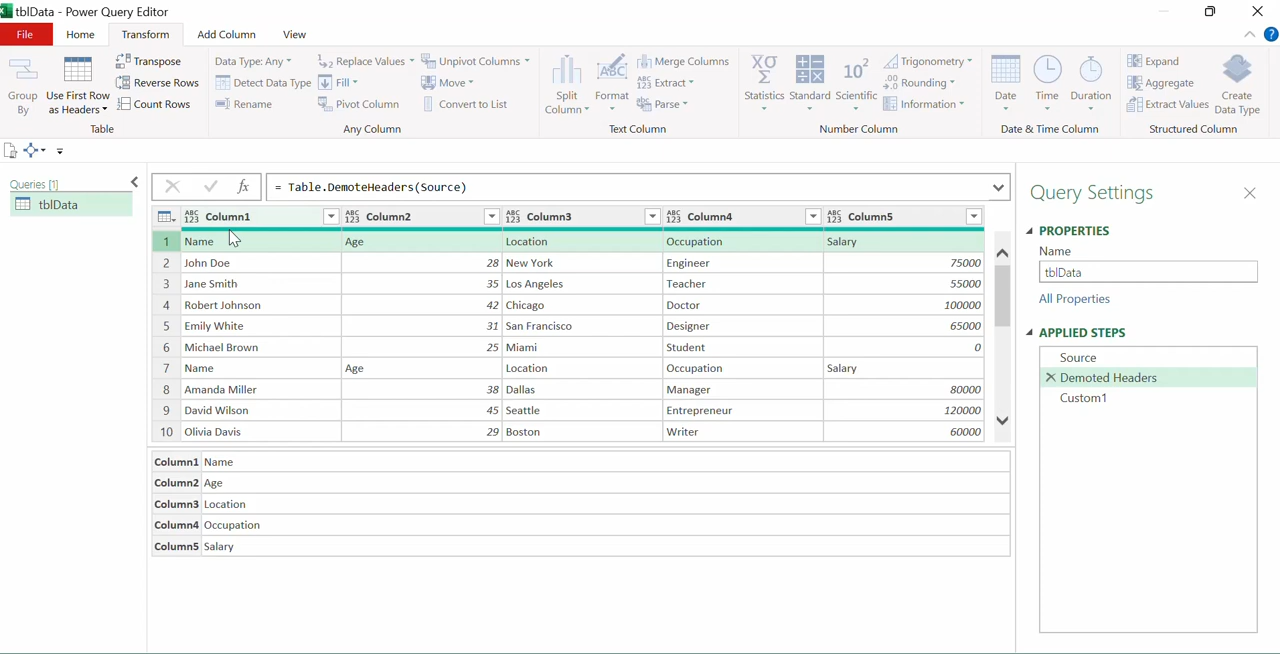 tblData - Power Query Editor
File Home Transform Add Column View
Transpose Data Type: Any Replace Values Unpivot Columns Merge Columns Trigonometry Expand
Group By Use First Row as Headers Reverse Rows Detect Data Type Fill Move Split Column Format Extract Statistics Standard Scientific Rounding Date Time Duration Aggregate Create Data Type
Count Rows Rename Pivot Column Convert to List Parse Information Extract Values
Table Any Column Text Column Number Column Date & Time Column Structured Column
Queries [1]
tblData
= Table.DemoteHeaders(Source)
Column1 Column2 Column3 Column4 Column5
1 Name Age Location Occupation Salary
2 John Doe 28 New York Engineer 75000
3 Jane Smith 35 Los Angeles Teacher 55000
4 Robert Johnson 42 Chicago Doctor 100000
5 Emily White 31 San Francisco Designer 65000
6 Michael Brown 25 Miami Student 0
7 Name Age Location Occupation Salary
8 Amanda Miller 38 Dallas Manager 80000
9 David Wilson 45 Seattle Entrepreneur 120000
10 Olivia Davis 29 Boston Writer 60000
Column1 Name
Column2 Age
Column3 Location
Column4 Occupation
Column5 Salary
Query Settings
PROPERTIES
Name
tblData
All Properties
APPLIED STEPS
Source
Demoted Headers
Custom1